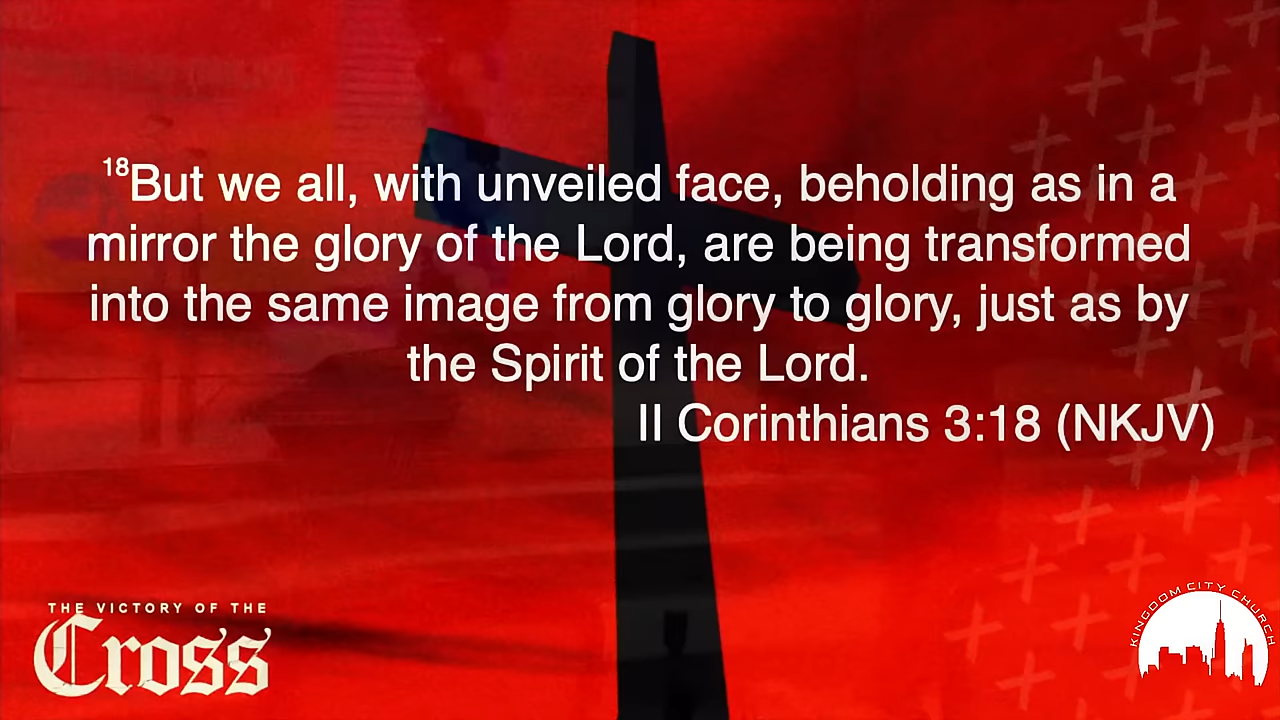 18But we all, with unveiled face, beholding as in a
mirror the glory of the Lord, are being transformed
into the same image from glory to glory, just as by
the Spirit of the Lord.
II Corinthians 3:18 (NKJV)
THE VICTORY OF THE
Cross
KINGDOM CITY CHURCH